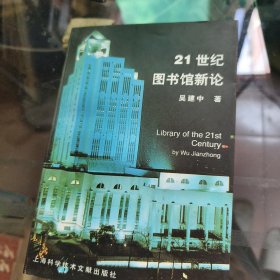 21 世纪
图书馆新论
吴建中 著
Library of the 21st
Century
by Wu Jianzhong
上海科学技术文献出版社